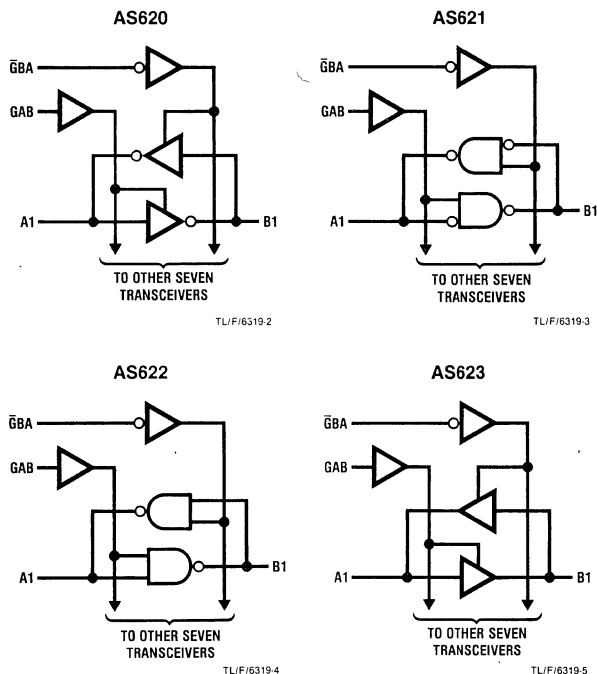 AS620
ḠBA
GAB
A1
B1
TO OTHER SEVEN
TRANSCEIVERS
TL/F/6319-2
AS621
ḠBA
GAB
A1
B1
TO OTHER SEVEN
TRANSCEIVERS
TL/F/6319-3
AS622
ḠBA
GAB
A1
B1
TO OTHER SEVEN
TRANSCEIVERS
TL/F/6319-4
AS623
ḠBA
GAB
A1
B1
TO OTHER SEVEN
TRANSCEIVERS
TL/F/6319-5